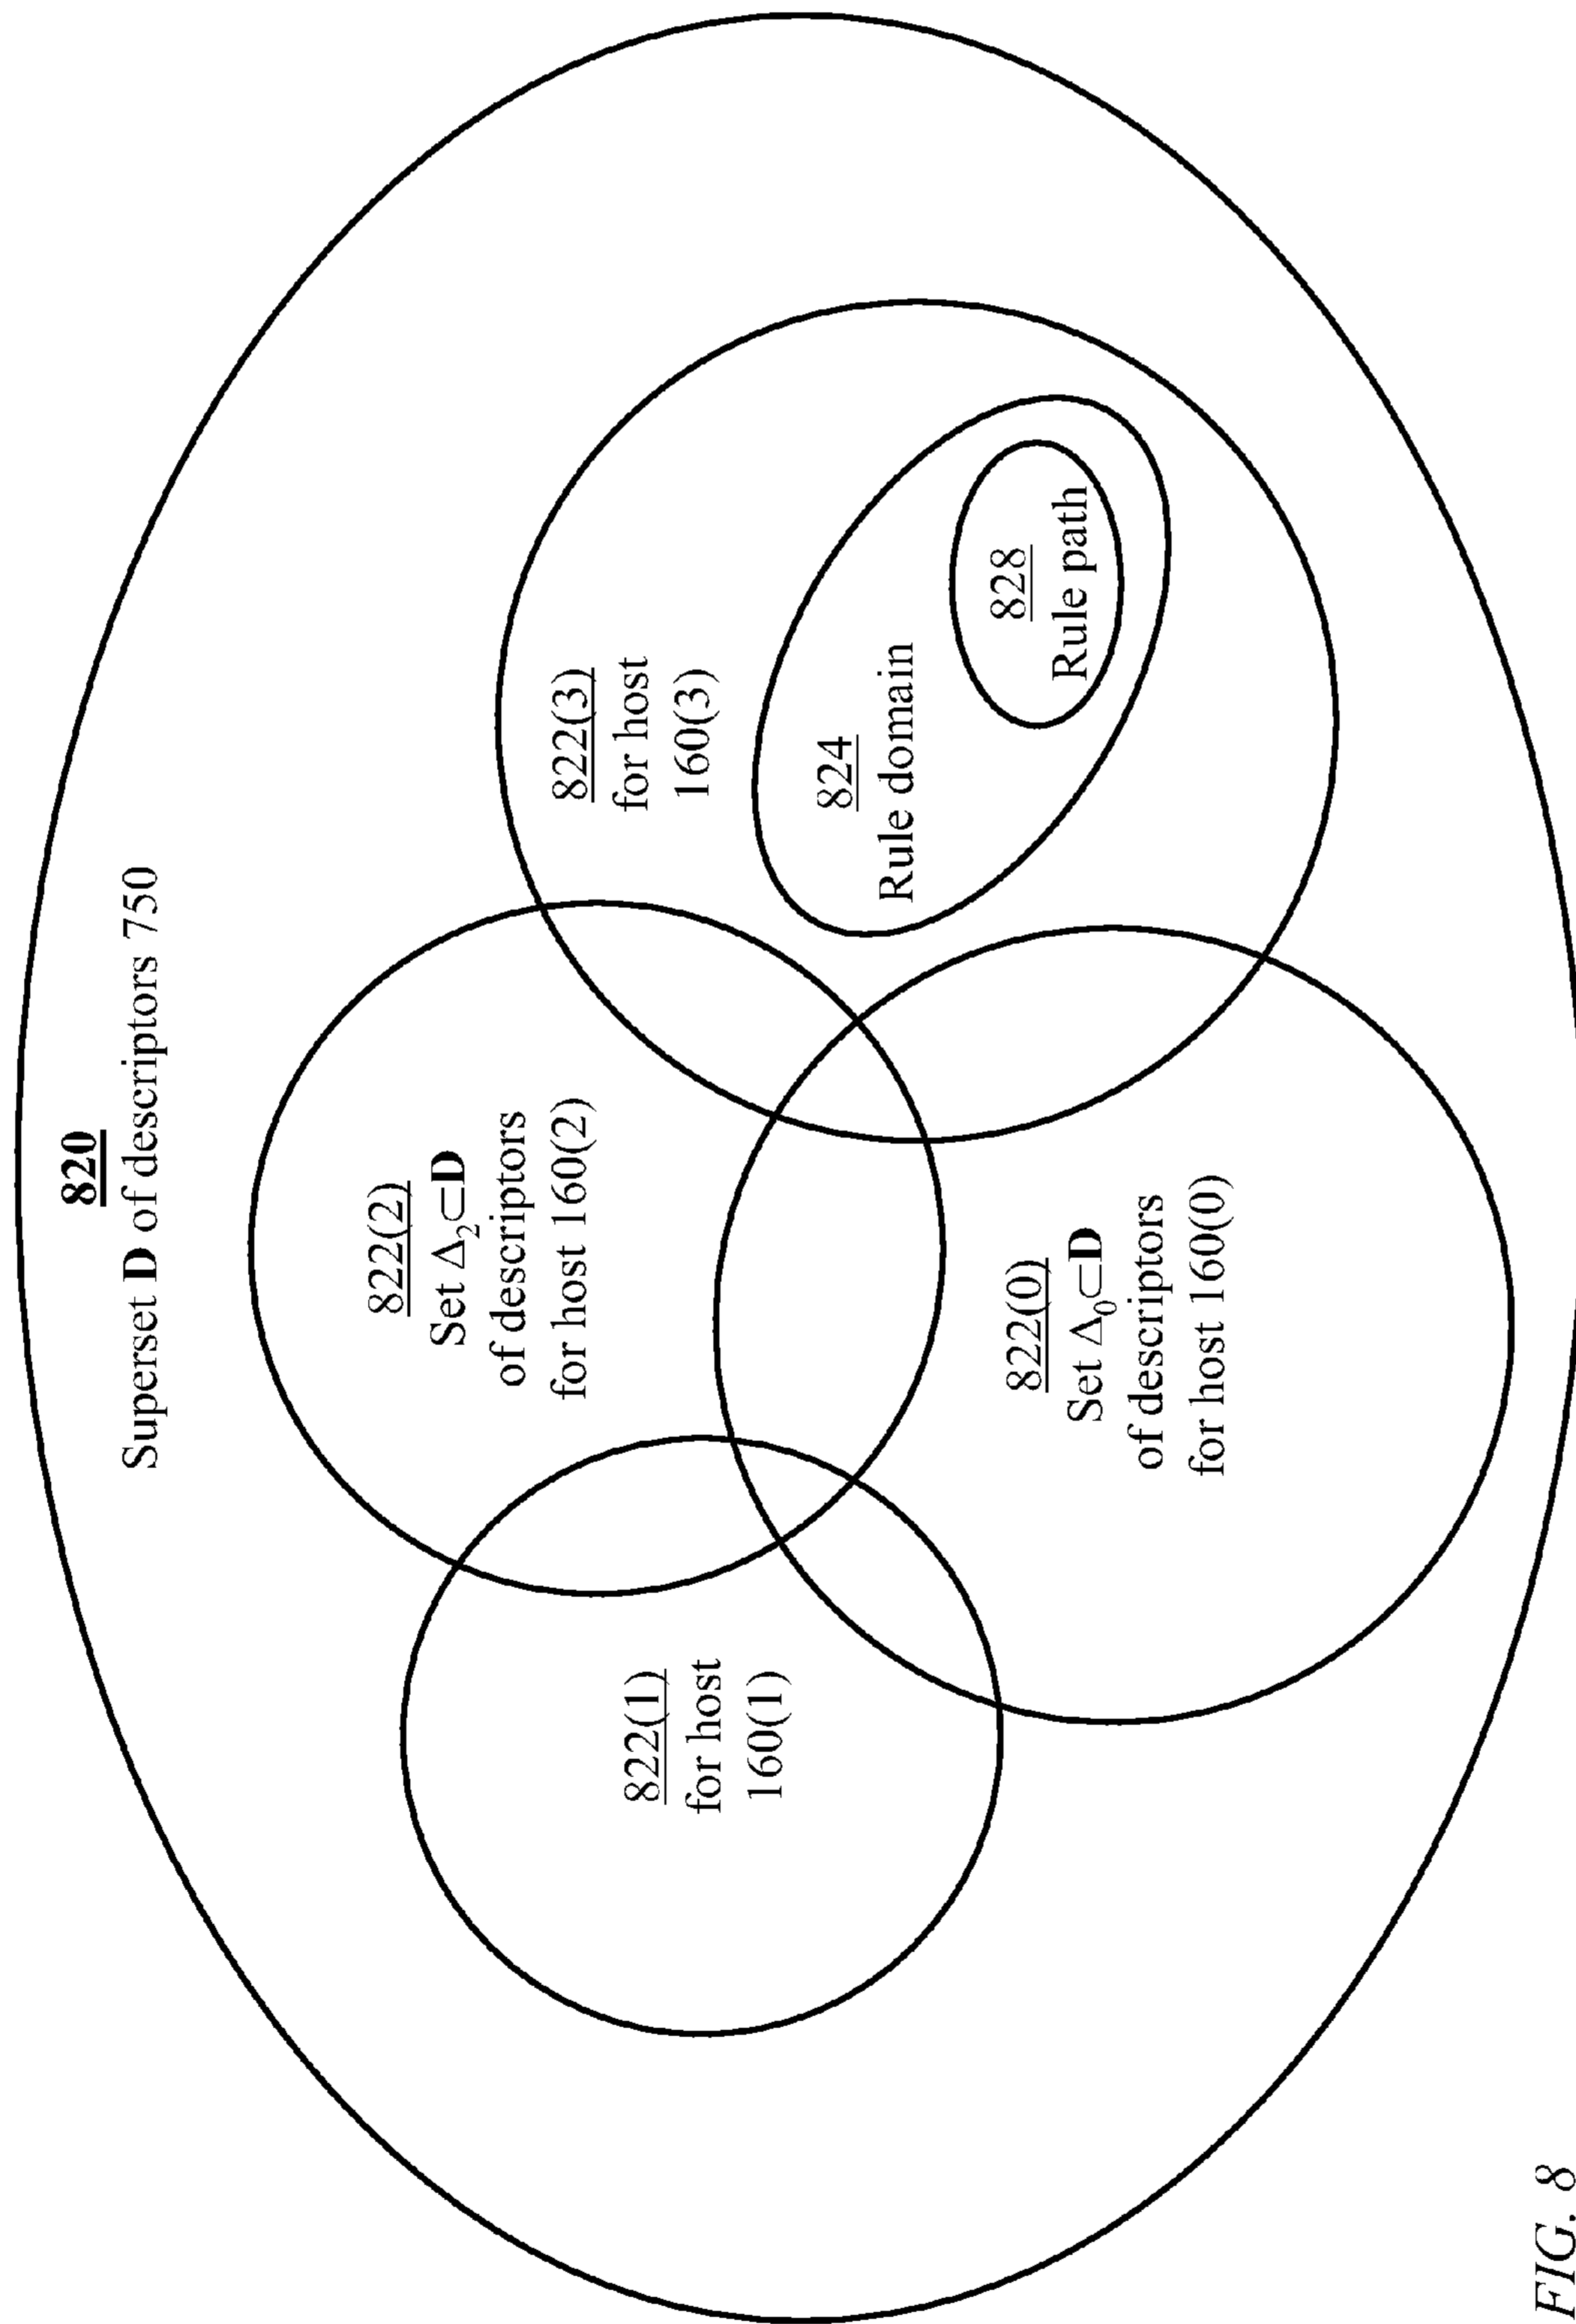 820
Superset D of descriptors 750
822(2)
Set Δ₂⊂D
of descriptors
for host 160(2)
822(3)
for host
160(3)
822(1)
for host
160(1)
824
Rule domain
828
Rule path
822(0)
Set Δ₀⊂D
of descriptors
for host 160(0)
FIG. 8